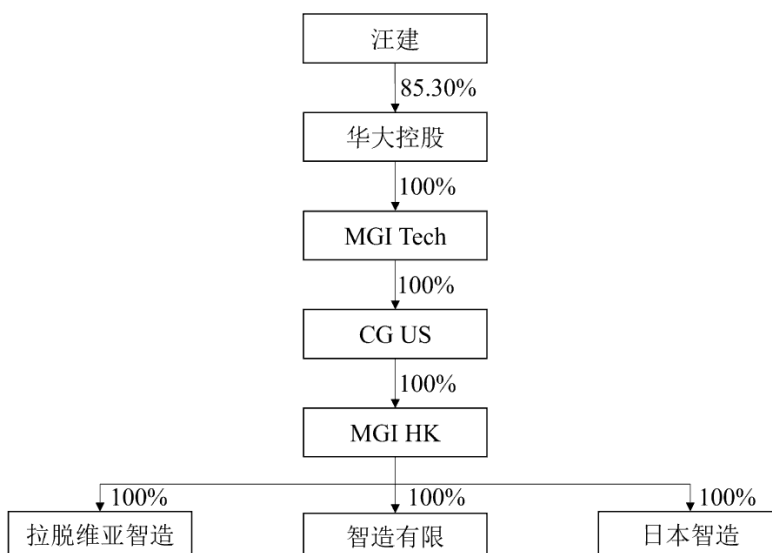 汪建
85.30%
华大控股
100%
MGI Tech
100%
CG US
100%
MGI HK
100%
100%
100%
拉脱维亚智造
智造有限
日本智造